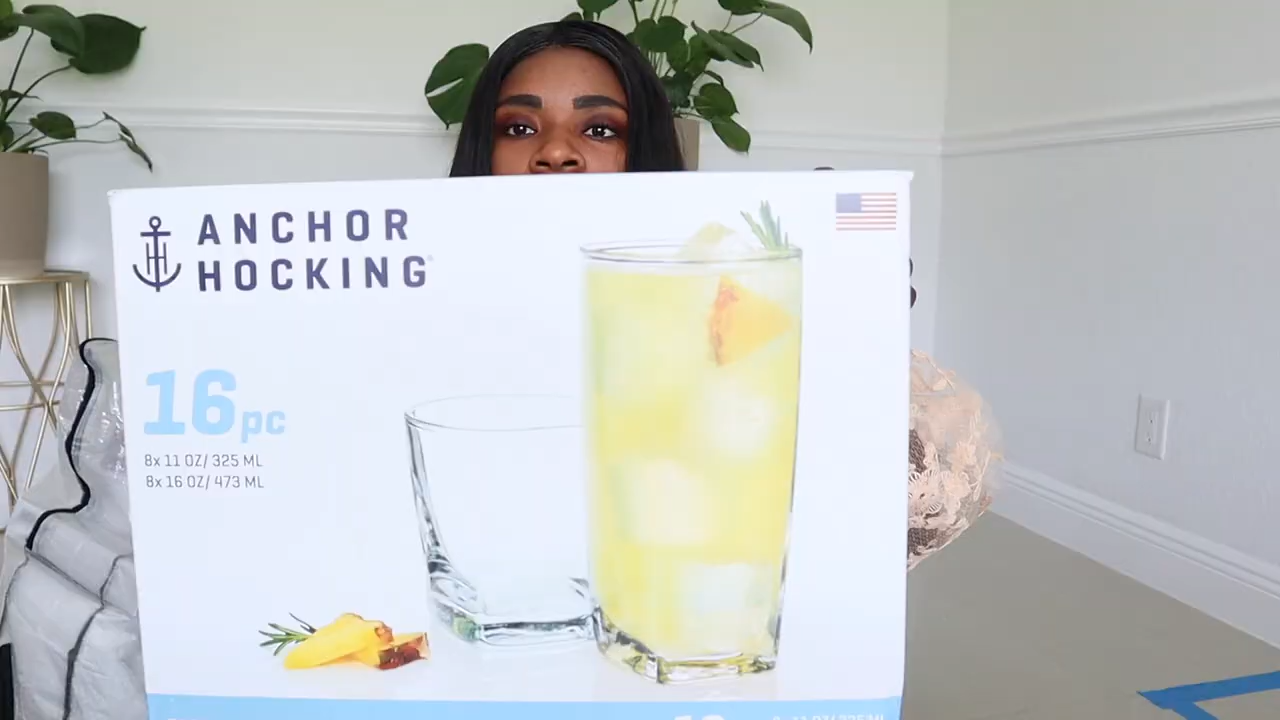 ANCHOR
HOCKING®
16pc
8x 11 OZ/ 325 ML
8x 16 OZ/ 473 ML